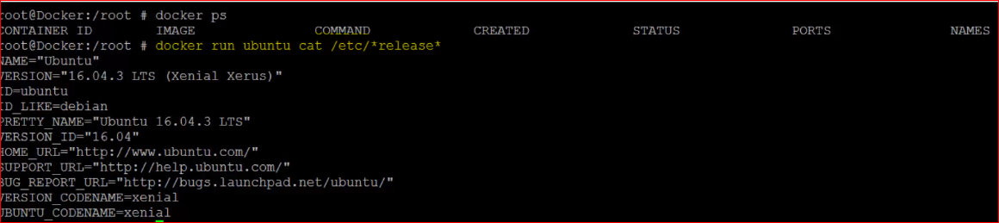 root@Docker:/root # docker ps
CONTAINER ID IMAGE COMMAND CREATED STATUS PORTS NAMES
root@Docker:/root # docker run ubuntu cat /etc/*release*
NAME="Ubuntu"
VERSION="16.04.3 LTS (Xenial Xerus)"
ID=ubuntu
ID_LIKE=debian
PRETTY_NAME="Ubuntu 16.04.3 LTS"
VERSION_ID="16.04"
HOME_URL="http://www.ubuntu.com/"
SUPPORT_URL="http://help.ubuntu.com/"
BUG_REPORT_URL="http://bugs.launchpad.net/ubuntu/"
VERSION_CODENAME=xenial
UBUNTU_CODENAME=xenial